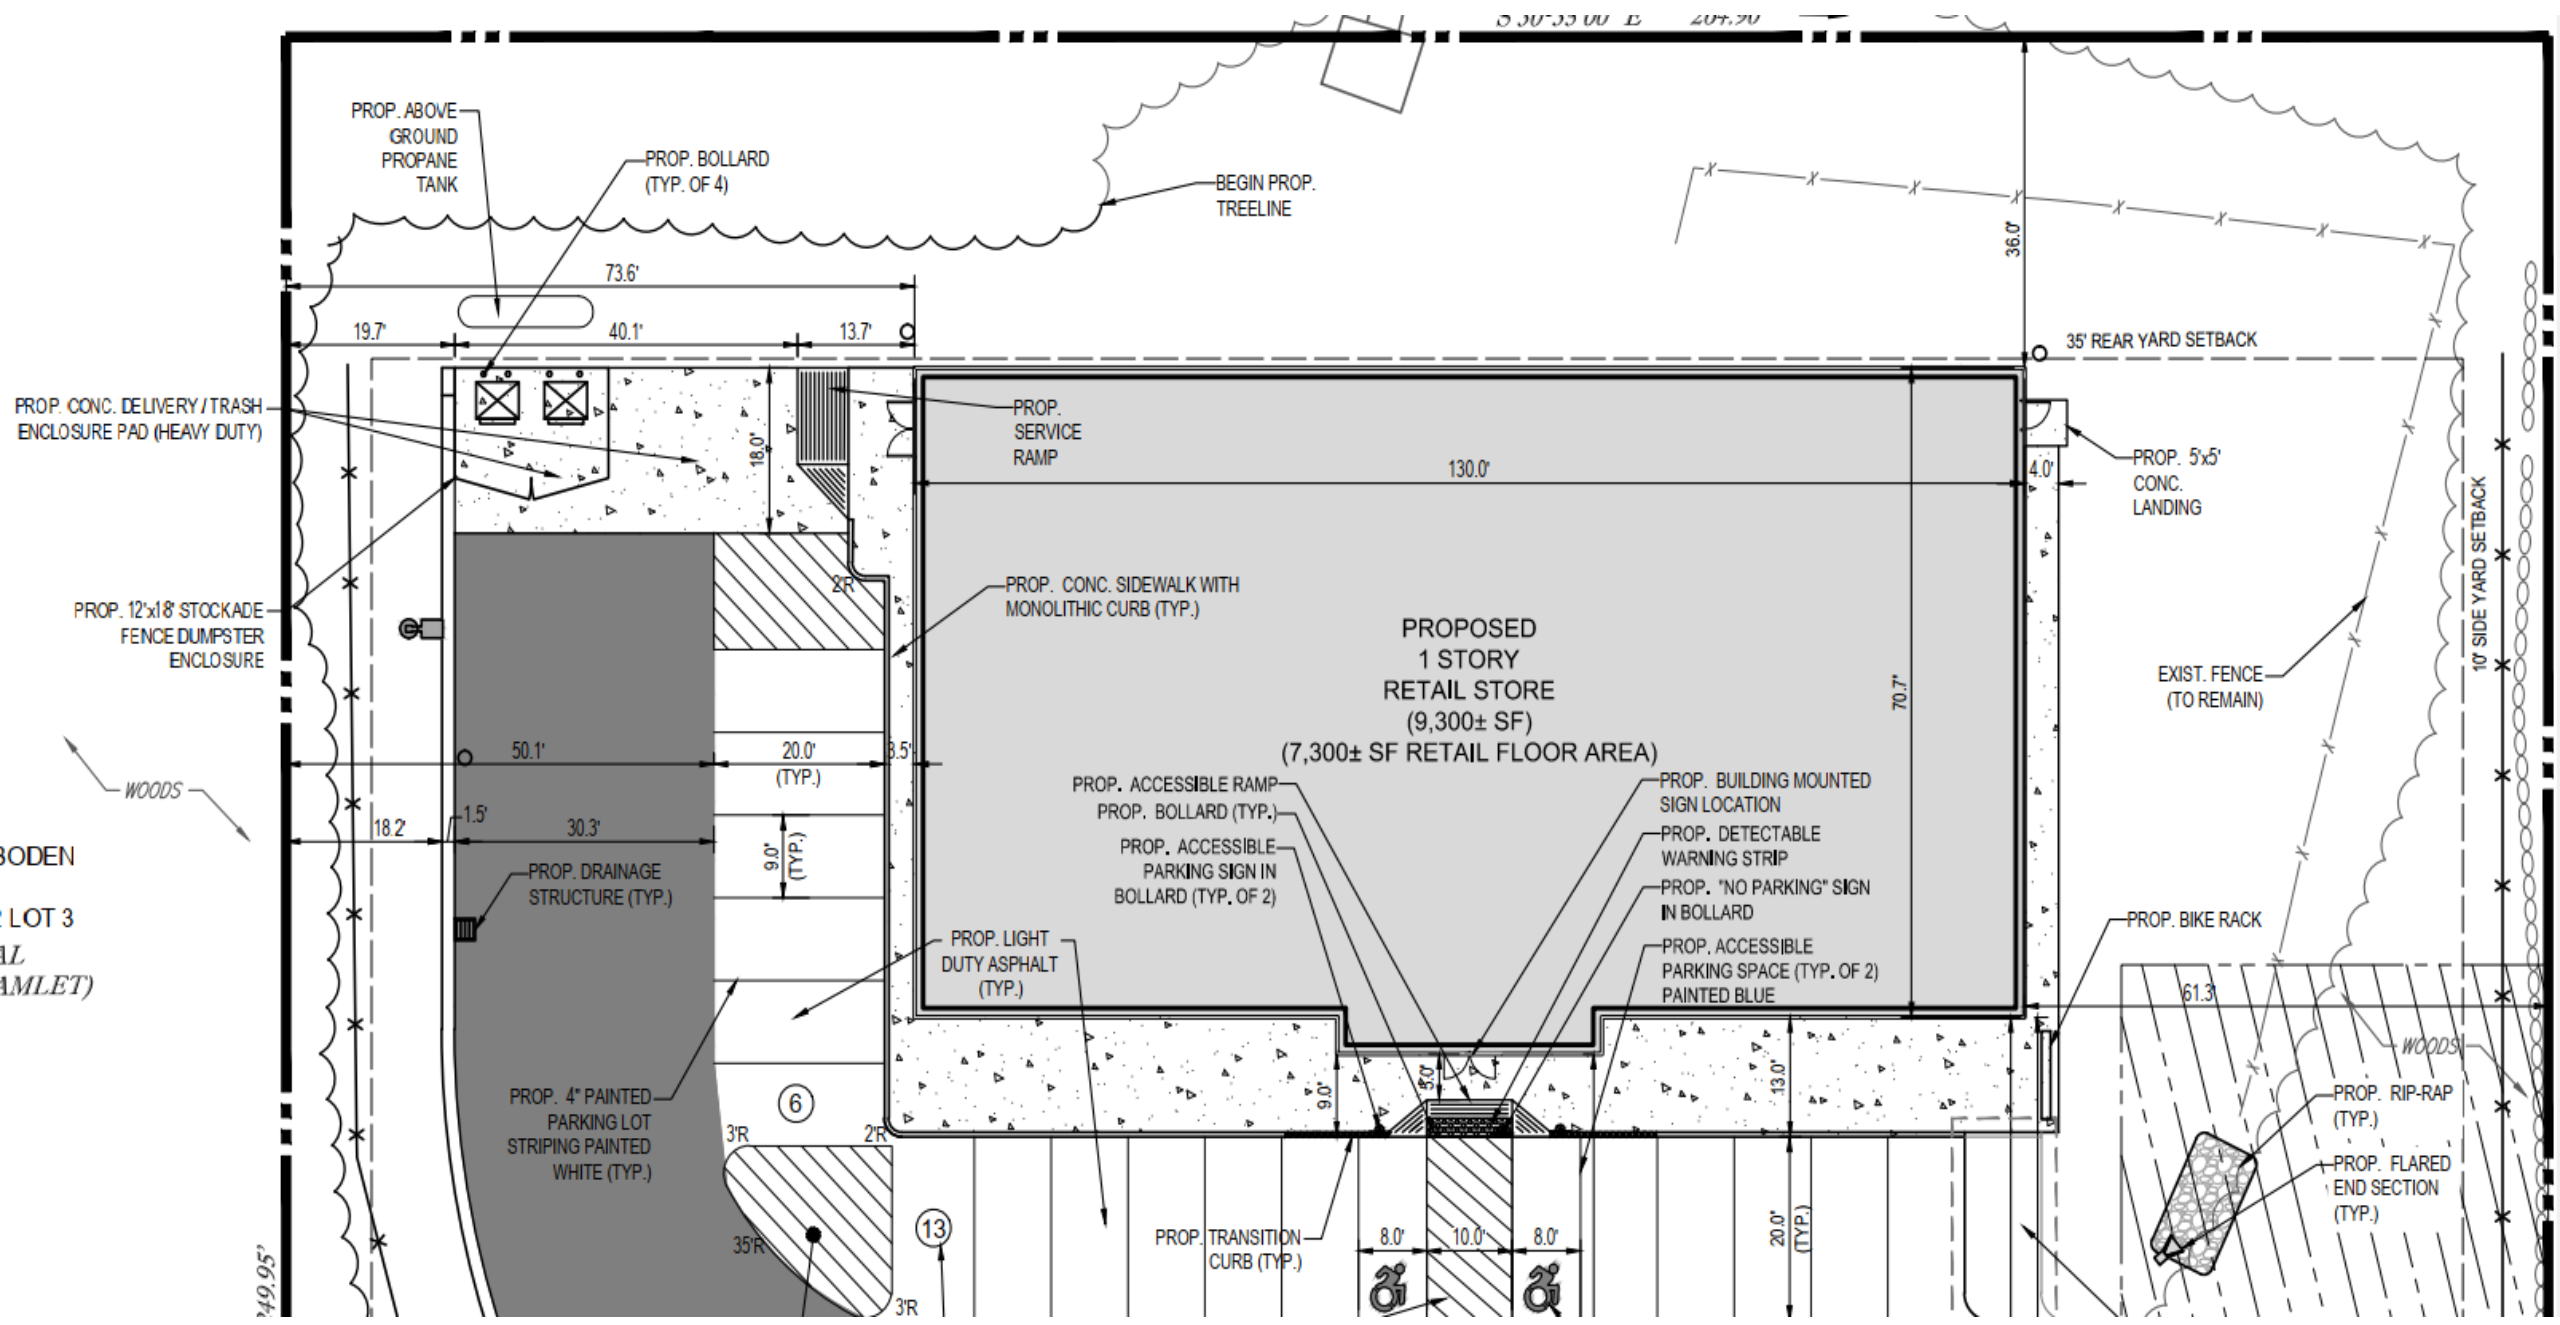 S 50°55'00" E 264.90'
PROP. ABOVE
GROUND
PROPANE
TANK
PROP. BOLLARD
(TYP. OF 4)
BEGIN PROP.
TREELINE
36.0'
73.6'
19.7'
40.1'
13.7'
35' REAR YARD SETBACK
PROP. CONC. DELIVERY / TRASH
ENCLOSURE PAD (HEAVY DUTY)
18.0'
PROP.
SERVICE
RAMP
130.0'
4.0'
PROP. 5'x5'
CONC.
LANDING
10' SIDE YARD SETBACK
PROP. 12'x18' STOCKADE
FENCE DUMPSTER
ENCLOSURE
2'R
PROP. CONC. SIDEWALK WITH
MONOLITHIC CURB (TYP.)
PROPOSED
1 STORY
RETAIL STORE
(9,300± SF)
(7,300± SF RETAIL FLOOR AREA)
70.7'
EXIST. FENCE
(TO REMAIN)
WOODS
50.1'
20.0'
(TYP.)
3.5'
18.2'
1.5'
30.3'
9.0'
(TYP.)
PROP. ACCESSIBLE RAMP
PROP. BOLLARD (TYP.)
PROP. ACCESSIBLE
PARKING SIGN IN
BOLLARD (TYP. OF 2)
PROP. BUILDING MOUNTED
SIGN LOCATION
PROP. DETECTABLE
WARNING STRIP
PROP. "NO PARKING" SIGN
IN BOLLARD
PROP. ACCESSIBLE
PARKING SPACE (TYP. OF 2)
PAINTED BLUE
BODEN
LOT 3
AL
AMLET)
PROP. DRAINAGE
STRUCTURE (TYP.)
PROP. LIGHT
DUTY ASPHALT
(TYP.)
PROP. BIKE RACK
61.3'
WOODS
PROP. 4" PAINTED
PARKING LOT
STRIPING PAINTED
WHITE (TYP.)
6
3'R
2'R
9.0'
5.0'
13.0'
PROP. RIP-RAP
(TYP.)
PROP. FLARED
END SECTION
(TYP.)
35'R
13
3'R
PROP. TRANSITION
CURB (TYP.)
8.0'
10.0'
8.0'
20.0'
(TYP.)
249.95'